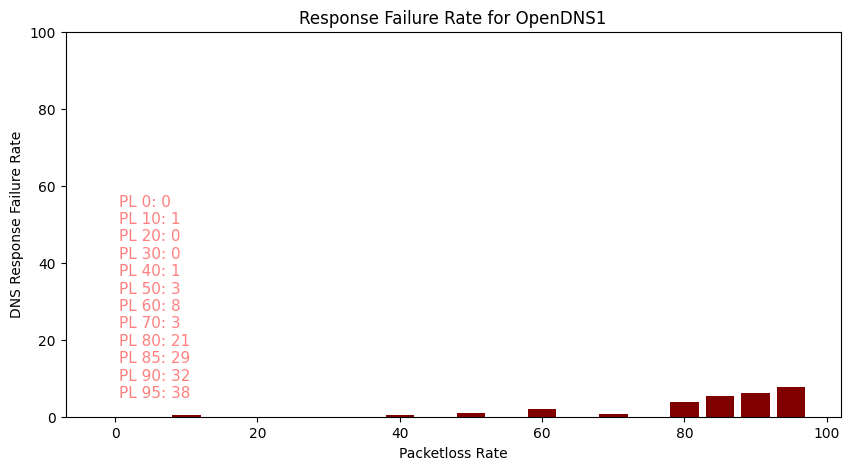 Response Failure Rate for OpenDNS1
100
80
60
40
20
0
DNS Response Failure Rate
PL 0: 0
PL 10: 1
PL 20: 0
PL 30: 0
PL 40: 1
PL 50: 3
PL 60: 8
PL 70: 3
PL 80: 21
PL 85: 29
PL 90: 32
PL 95: 38
0 20 40 60 80 100
Packetloss Rate